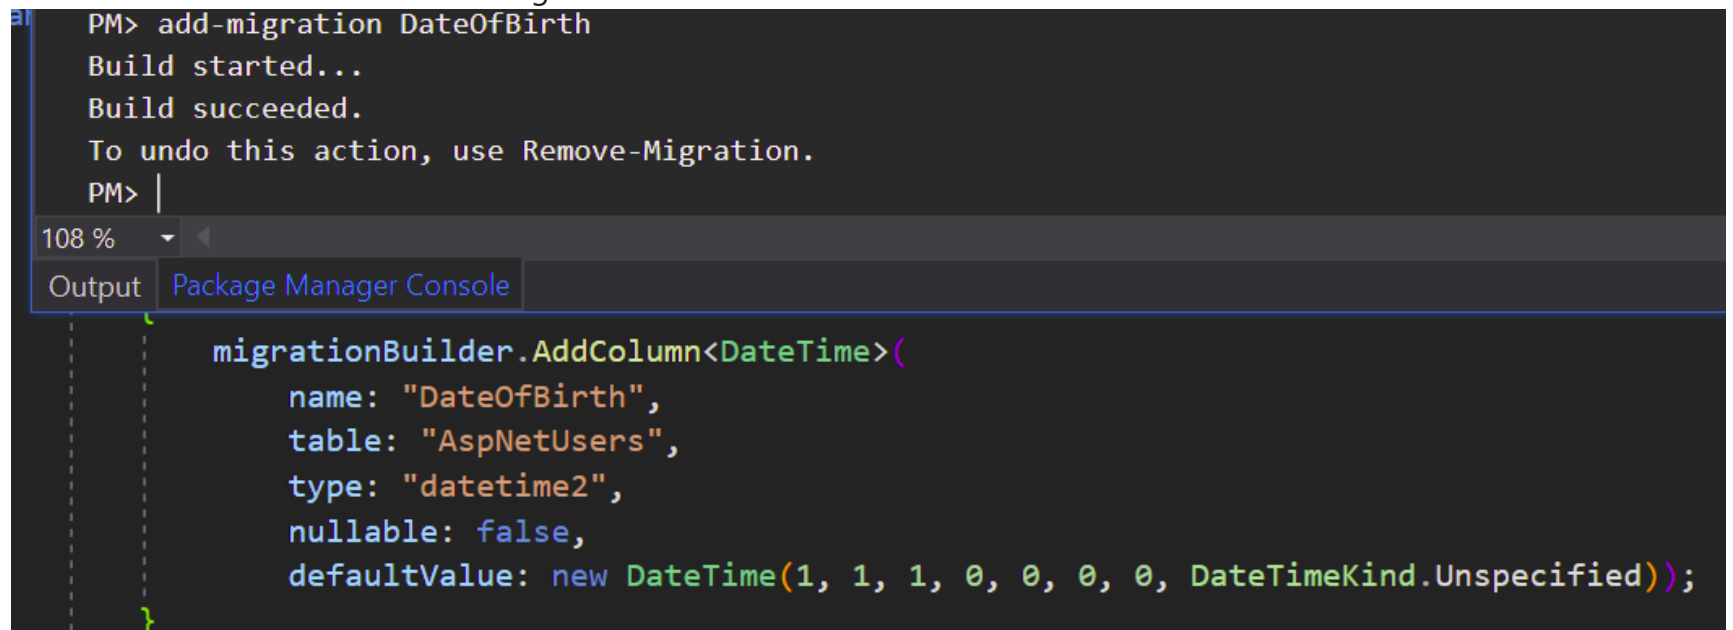 PM> add-migration DateOfBirth
Build started...
Build succeeded.
To undo this action, use Remove-Migration.
PM>
108 %
Output Package Manager Console
{
migrationBuilder.AddColumn<DateTime>(
name: "DateOfBirth",
table: "AspNetUsers",
type: "datetime2",
nullable: false,
defaultValue: new DateTime(1, 1, 1, 0, 0, 0, 0, DateTimeKind.Unspecified));
}